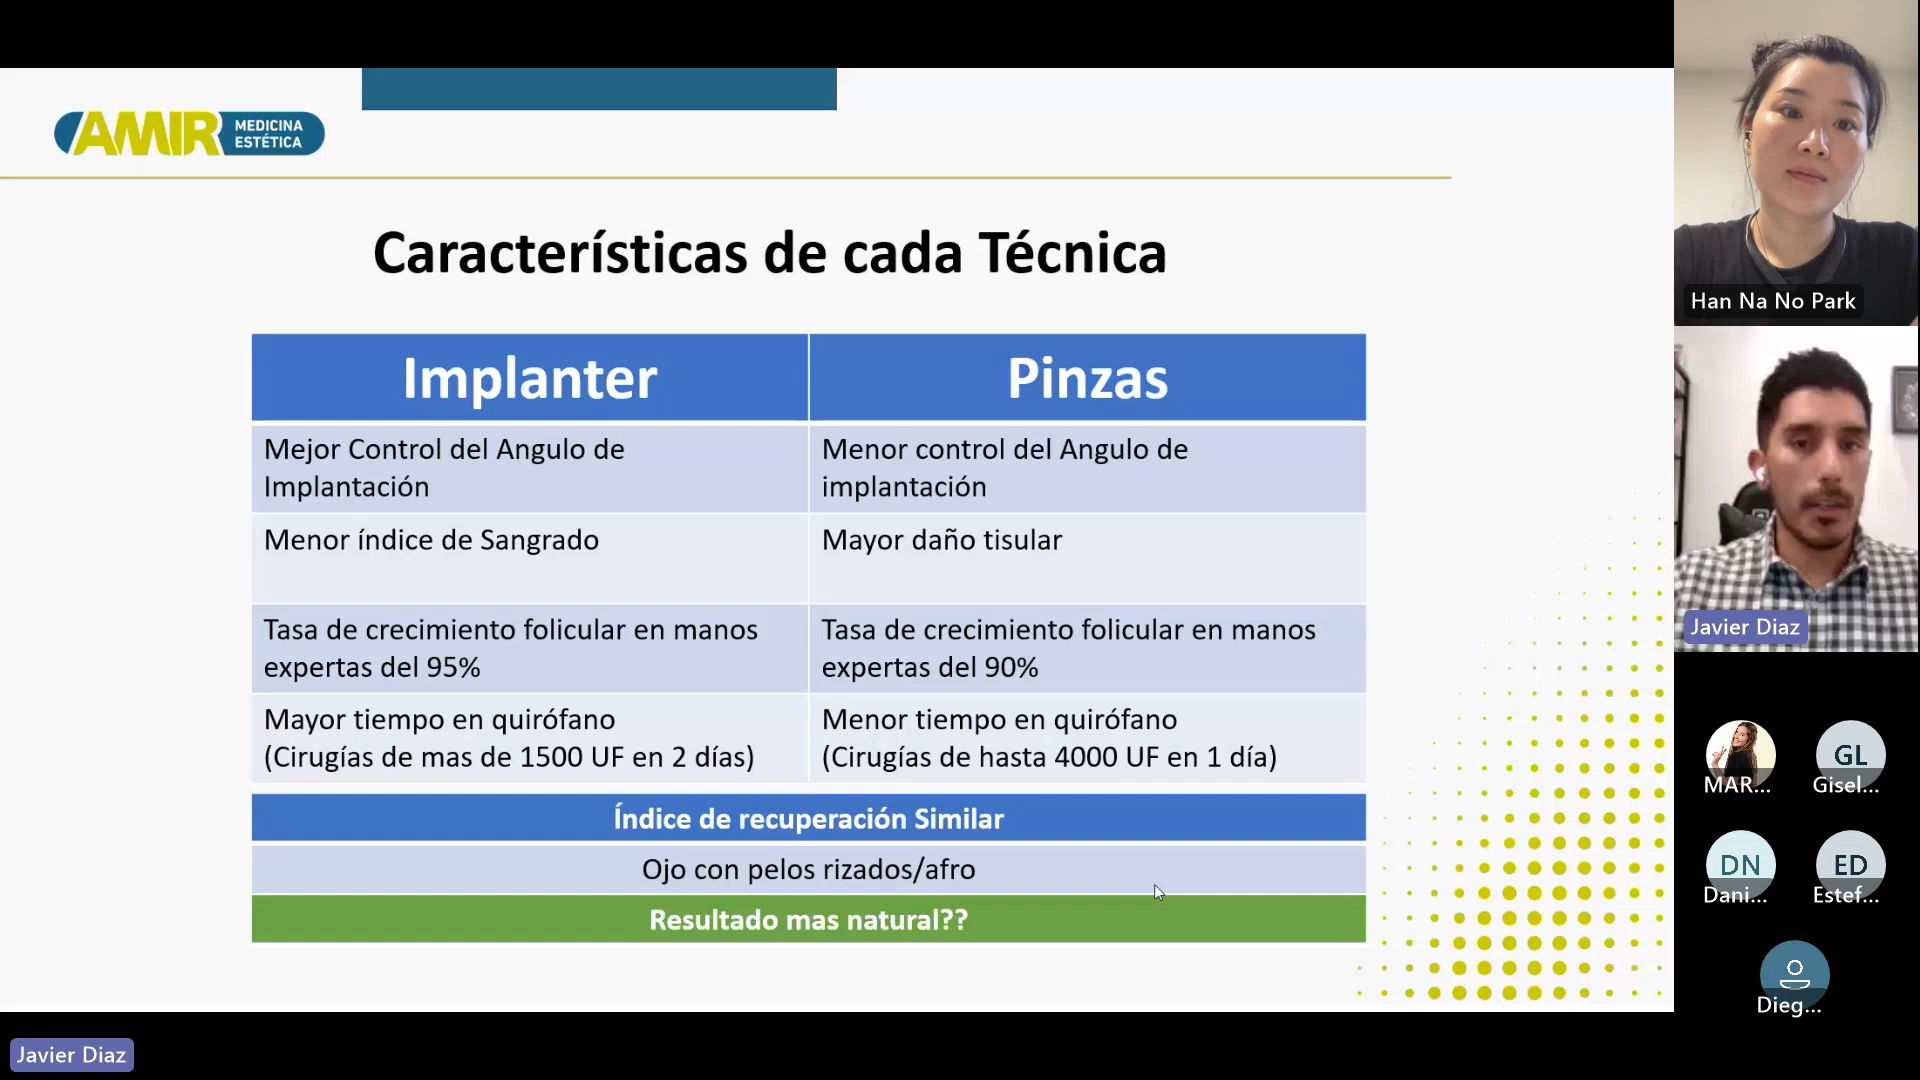 AMIR MEDICINA
ESTÉTICA
Características de cada Técnica
Implanter
Pinzas
Mejor Control del Angulo de
Implantación
Menor control del Angulo de
implantación
Menor índice de Sangrado
Mayor daño tisular
Tasa de crecimiento folicular en manos
expertas del 95%
Tasa de crecimiento folicular en manos
expertas del 90%
Mayor tiempo en quirófano
(Cirugías de mas de 1500 UF en 2 días)
Menor tiempo en quirófano
(Cirugías de hasta 4000 UF en 1 día)
Índice de recuperación Similar
Ojo con pelos rizados/afro
Resultado mas natural??
Han Na No Park
Javier Diaz
MAR...
GL
Gisel...
DN
Dani...
ED
Estef...
Dieg...
Javier Diaz